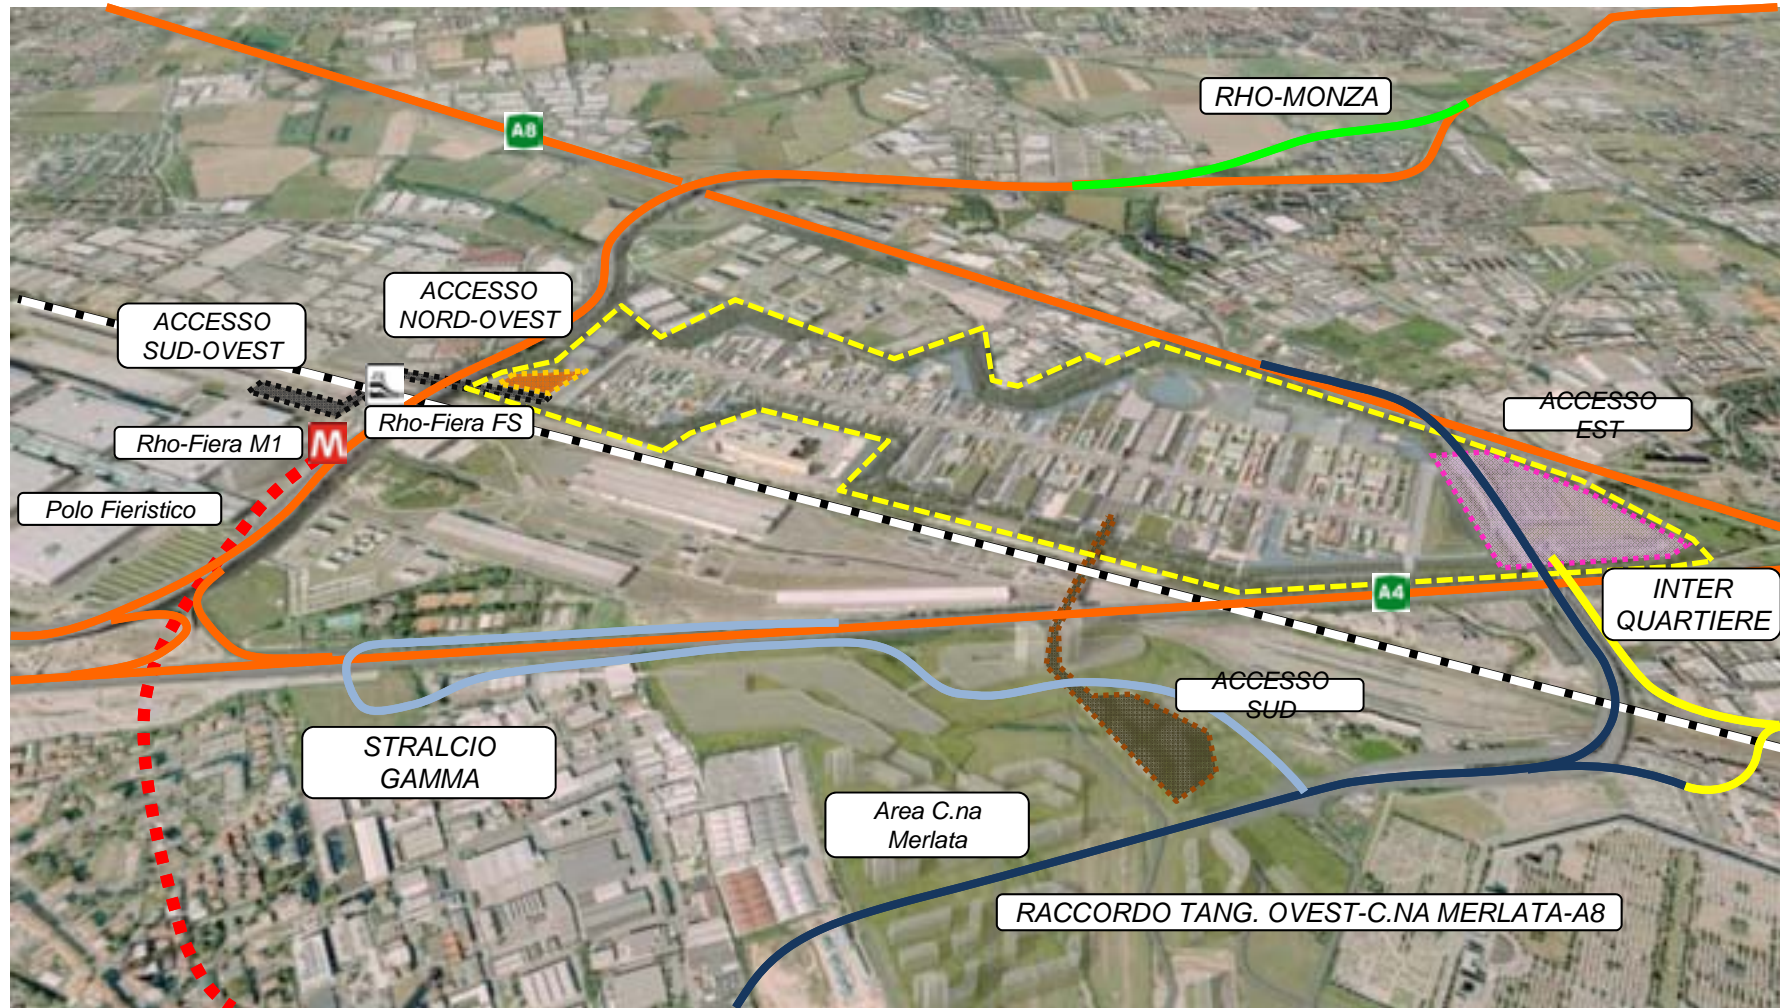 RHO-MONZA
A8
ACCESSO
NORD-OVEST
ACCESSO
SUD-OVEST
ACCESSO
EST
Rho-Fiera FS
Rho-Fiera M1
M
Polo Fieristico
A4
INTER
QUARTIERE
ACCESSO
SUD
STRALCIO
GAMMA
Area C.na
Merlata
RACCORDO TANG. OVEST-C.NA MERLATA-A8